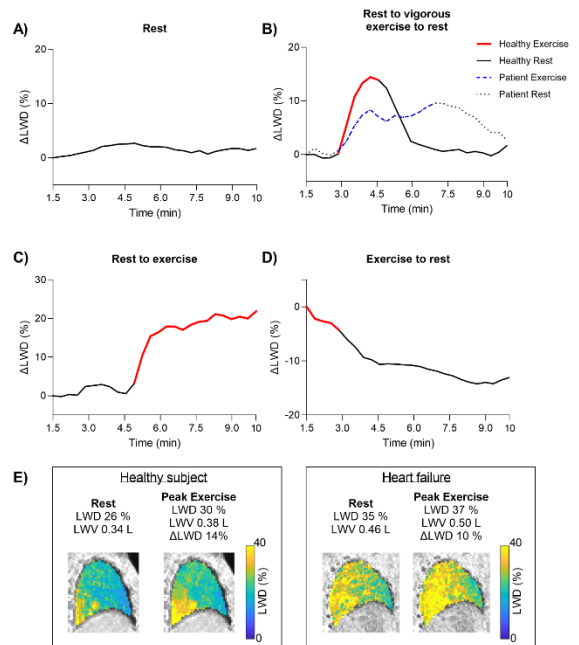 A)
Rest
20
10
0
ΔLWD (%)
1.5 3.0 4.5 6.0 7.5 9.0 10
Time (min)
B)
Rest to vigorous
exercise to rest
20
10
0
ΔLWD (%)
1.5 3.0 4.5 6.0 7.5 9.0 10
Time (min)
Healthy Exercise
Healthy Rest
Patient Exercise
Patient Rest
C)
Rest to exercise
30
20
10
0
ΔLWD (%)
1.5 3.0 4.5 6.0 7.5 9.0 10
Time (min)
D)
Exercise to rest
0
-10
-20
ΔLWD (%)
1.5 3.0 4.5 6.0 7.5 9.0 10
Time (min)
E)
Healthy subject
Rest
LWD 26 %
LWV 0.34 L
Peak Exercise
LWD 30 %
LWV 0.38 L
ΔLWD 14%
40
LWD (%)
0
Heart failure
Rest
LWD 35 %
LWV 0.46 L
Peak Exercise
LWD 37 %
LWV 0.50 L
ΔLWD 10 %
40
LWD (%)
0